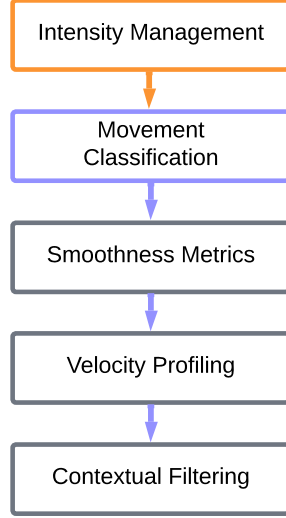 Intensity Management
Movement
Classification
Smoothness Metrics
Velocity Profiling
Contextual Filtering